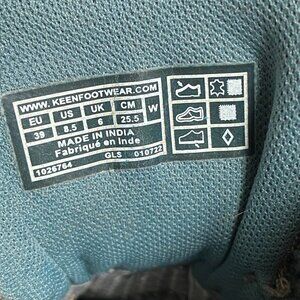 WWW.KEENFOOTWEAR.COM
EU US UK CM W
39 8.5 6 25.5
MADE IN INDIA
Fabriqué en Inde
GLS 010722
1026764